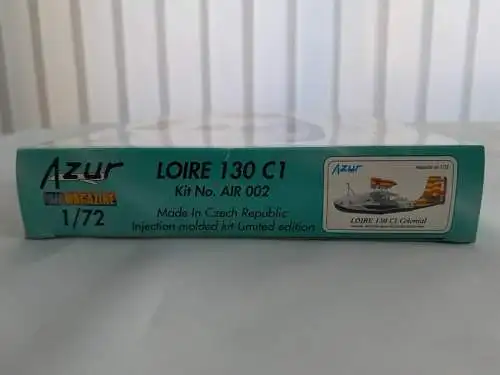 Azur
MAGAZINE
1/72
LOIRE 130 C1
Kit No. AIR 002
Made In Czech Republic
Injection molded kit Limited edition
Azur
LOIRE 130 C1 Colonial